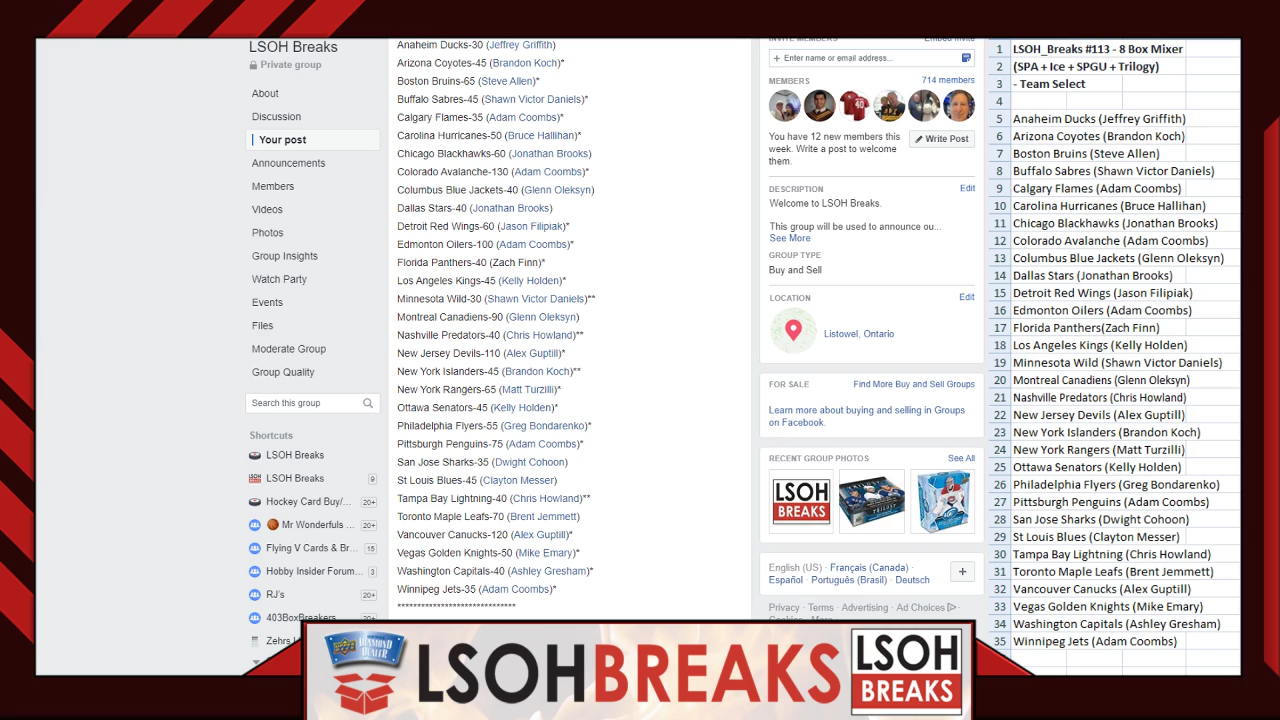 LSOH Breaks
Private group
About
Discussion
Your post
Announcements
Members
Videos
Photos
Group Insights
Watch Party
Events
Files
Moderate Group
Group Quality
Search this group
Shortcuts
LSOH Breaks
LSOH Breaks 9
Hockey Card Buy/... 20+
Mr Wonderfuls ... 20+
Flying V Cards & Br... 15
Hobby Insider Forum... 3
RJ's 20+
403BoxBreakers 20+
Zehrs
Anaheim Ducks-30 (Jeffrey Griffith)
Arizona Coyotes-45 (Brandon Koch)*
Boston Bruins-65 (Steve Allen)*
Buffalo Sabres-45 (Shawn Victor Daniels)*
Calgary Flames-35 (Adam Coombs)*
Carolina Hurricanes-50 (Bruce Hallihan)*
Chicago Blackhawks-60 (Jonathan Brooks)
Colorado Avalanche-130 (Adam Coombs)*
Columbus Blue Jackets-40 (Glenn Oleksyn)
Dallas Stars-40 (Jonathan Brooks)
Detroit Red Wings-60 (Jason Filipiak)*
Edmonton Oilers-100 (Adam Coombs)*
Florida Panthers-40 (Zach Finn)*
Los Angeles Kings-45 (Kelly Holden)*
Minnesota Wild-30 (Shawn Victor Daniels)**
Montreal Canadiens-90 (Glenn Oleksyn)
Nashville Predators-40 (Chris Howland)**
New Jersey Devils-110 (Alex Guptill)*
New York Islanders-45 (Brandon Koch)**
New York Rangers-65 (Matt Turzilli)*
Ottawa Senators-45 (Kelly Holden)*
Philadelphia Flyers-55 (Greg Bondarenko)*
Pittsburgh Penguins-75 (Adam Coombs)*
San Jose Sharks-35 (Dwight Cohoon)
St Louis Blues-45 (Clayton Messer)
Tampa Bay Lightning-40 (Chris Howland)**
Toronto Maple Leafs-70 (Brent Jemmett)
Vancouver Canucks-120 (Alex Guptill)*
Vegas Golden Knights-50 (Mike Emary)*
Washington Capitals-40 (Ashley Gresham)*
Winnipeg Jets-35 (Adam Coombs)*
****************************
INVITE MEMBERS Embed Invite
+ Enter name or email address...
MEMBERS 714 members
You have 12 new members this
week. Write a post to welcome
them.
Write Post
DESCRIPTION Edit
Welcome to LSOH Breaks.
This group will be used to announce ou...
See More
GROUP TYPE
Buy and Sell
LOCATION Edit
Listowel, Ontario
FOR SALE Find More Buy and Sell Groups
Learn more about buying and selling in Groups
on Facebook.
RECENT GROUP PHOTOS See All
LSOH
BREAKS
TRILOGY
English (US) · Français (Canada) ·
Español · Português (Brasil) · Deutsch
+
Privacy · Terms · Advertising · Ad Choices ·
Cookies · More
1 LSOH_Breaks #113 - 8 Box Mixer
2 (SPA + Ice + SPGU + Trilogy)
3 - Team Select
4
5 Anaheim Ducks (Jeffrey Griffith)
6 Arizona Coyotes (Brandon Koch)
7 Boston Bruins (Steve Allen)
8 Buffalo Sabres (Shawn Victor Daniels)
9 Calgary Flames (Adam Coombs)
10 Carolina Hurricanes (Bruce Hallihan)
11 Chicago Blackhawks (Jonathan Brooks)
12 Colorado Avalanche (Adam Coombs)
13 Columbus Blue Jackets (Glenn Oleksyn)
14 Dallas Stars (Jonathan Brooks)
15 Detroit Red Wings (Jason Filipiak)
16 Edmonton Oilers (Adam Coombs)
17 Florida Panthers(Zach Finn)
18 Los Angeles Kings (Kelly Holden)
19 Minnesota Wild (Shawn Victor Daniels)
20 Montreal Canadiens (Glenn Oleksyn)
21 Nashville Predators (Chris Howland)
22 New Jersey Devils (Alex Guptill)
23 New York Islanders (Brandon Koch)
24 New York Rangers (Matt Turzilli)
25 Ottawa Senators (Kelly Holden)
26 Philadelphia Flyers (Greg Bondarenko)
27 Pittsburgh Penguins (Adam Coombs)
28 San Jose Sharks (Dwight Cohoon)
29 St Louis Blues (Clayton Messer)
30 Tampa Bay Lightning (Chris Howland)
31 Toronto Maple Leafs (Brent Jemmett)
32 Vancouver Canucks (Alex Guptill)
33 Vegas Golden Knights (Mike Emary)
34 Washington Capitals (Ashley Gresham)
35 Winnipeg Jets (Adam Coombs)
DIAMOND
DEALER
LSOHBREAKS
LSOH
BREAKS